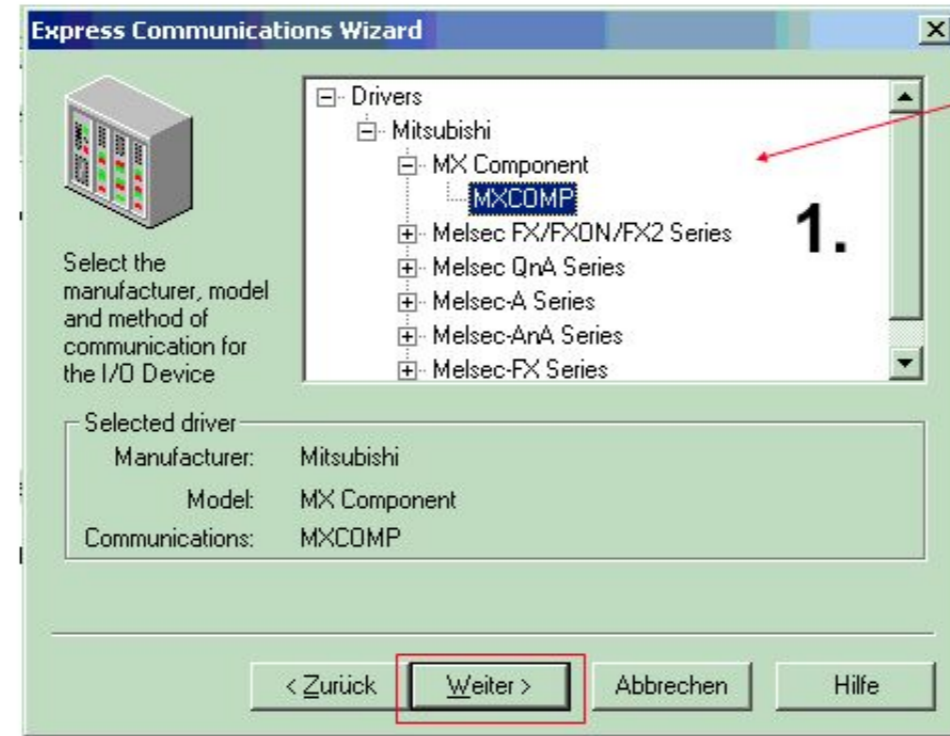 Express Communications Wizard
Drivers
Mitsubishi
MX Component
MXCOMP
Melsec FX/FXON/FX2 Series
Melsec QnA Series
Melsec-A Series
Melsec-AnA Series
Melsec-FX Series
1.
Select the
manufacturer, model
and method of
communication for
the I/O Device
Selected driver
Manufacturer: Mitsubishi
Model: MX Component
Communications: MXCOMP
< Zurück Weiter > Abbrechen Hilfe